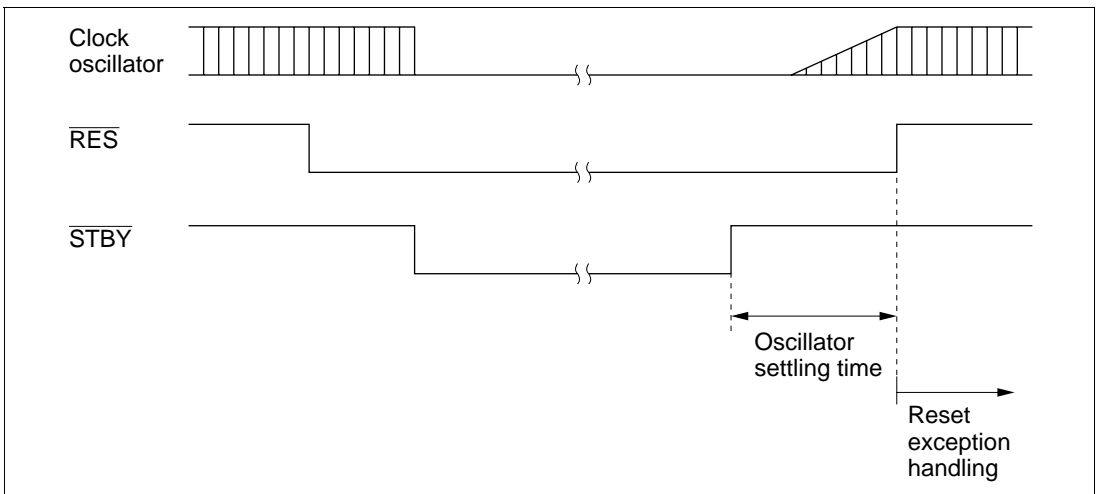 Clock
oscillator
RES
STBY
Oscillator
settling time
Reset
exception
handling